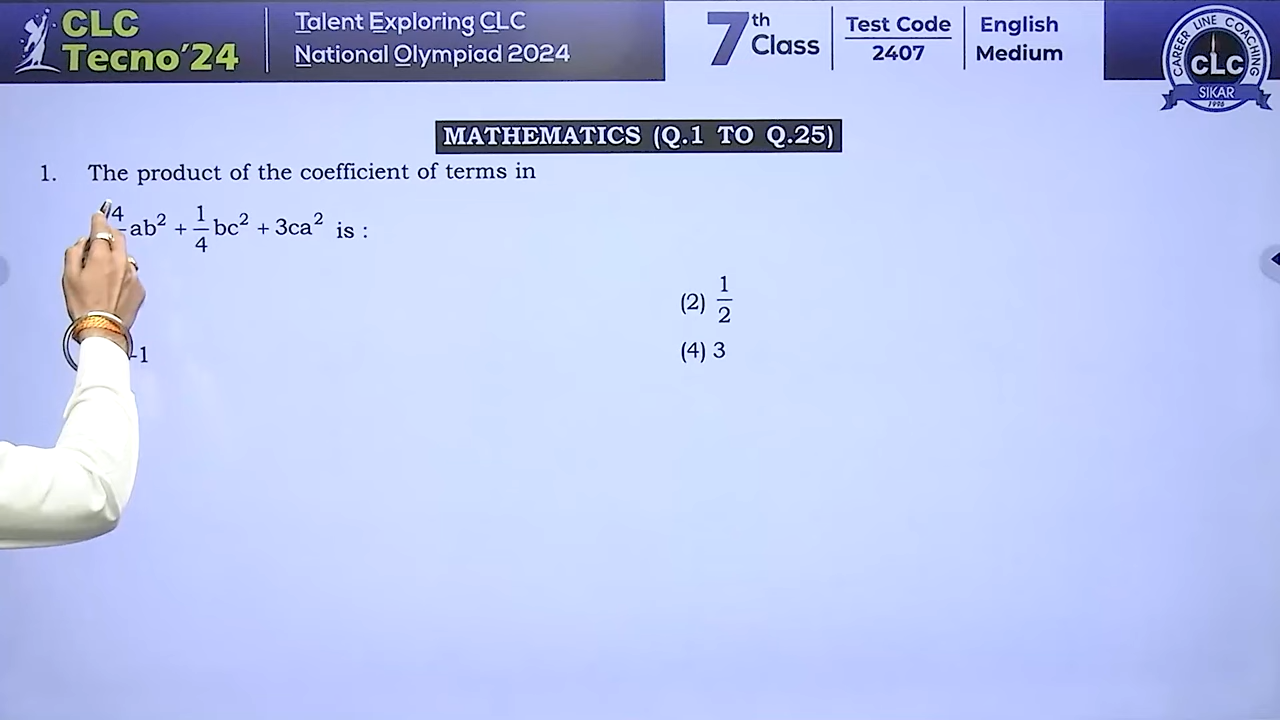 CLC
Tecno'24
Talent Exploring CLC
National Olympiad 2024
7th
Class
Test Code
2407
English
Medium
CAREER LINE COACHING
CLC
SIKAR
1996
MATHEMATICS (Q.1 TO Q.25)
1. The product of the coefficient of terms in
4 ab² + 1/4 bc² + 3ca² is :
(2) 1/2
-1
(4) 3